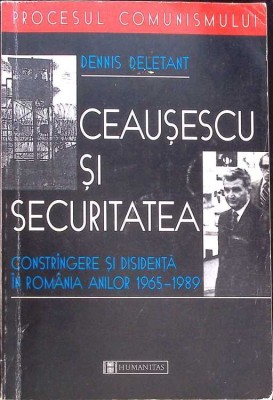 PROCESUL COMUNISMULUI
DENNIS DELETANT
CEAUȘESCU
ȘI
SECURITATEA
CONSTRÎNGERE ȘI DISIDENȚĂ
ÎN ROMÂNIA ANILOR 1965–1989
HUMANITAS